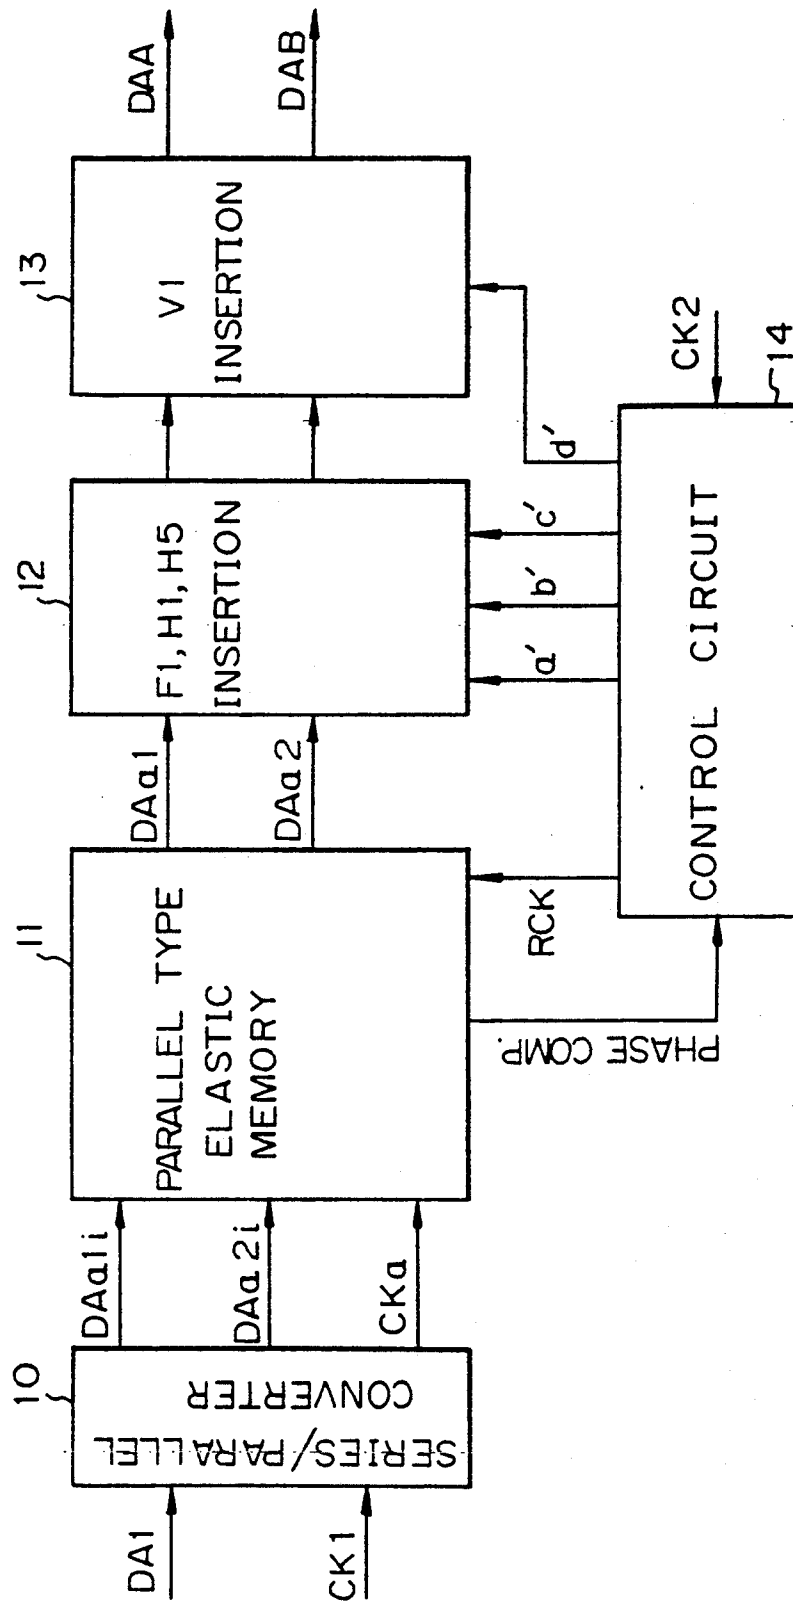 DA1
CK1
10
SERIES/PARALLEL
CONVERTER
DAa1i
DAa2i
CKa
11
PARALLEL TYPE
ELASTIC
MEMORY
DAa1
DAa2
12
F1, H1, H5
INSERTION
13
V1
INSERTION
DAA
DAB
PHASE COMP.
RCK
a'
b'
c'
d'
CONTROL CIRCUIT
CK2
14